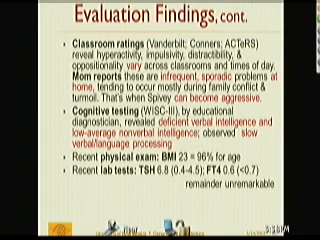 Evaluation Findings, cont.
• Classroom ratings (Vanderbilt; Conners; ACTeRS)
reveal hyperactivity, impulsivity, distractibility, &
oppositionality vary across classrooms and times of day.
Mom reports these are infrequent, sporadic problems at
home, tending to occur mostly during family conflict &
turmoil. That's when Spivey can become aggressive.
• Cognitive testing (WISC-III), by educational
diagnostician, revealed deficient verbal intelligence and
low-average nonverbal intelligence; observed slow
verbal/language processing
• Recent physical exam: BMI 23 = 96% for age
• Recent lab tests: TSH 6.8 (0.4-4.5); FT4 0.6 (<0.7)
remainder unremarkable